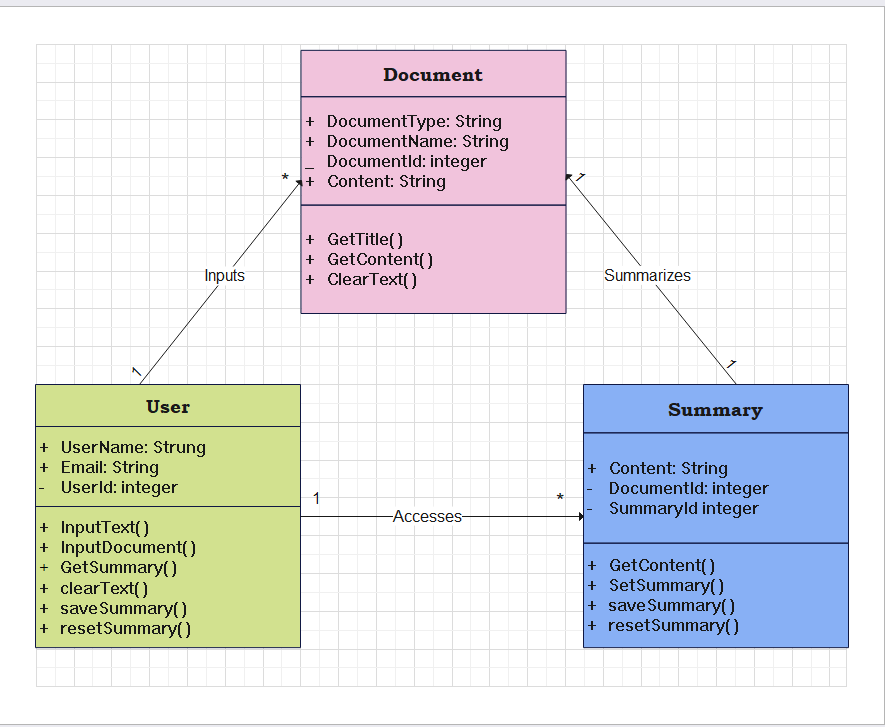 Document
+ DocumentType: String
+ DocumentName: String
_ DocumentId: integer
+ Content: String
+ GetTitle()
+ GetContent()
+ ClearText()
*
1
Inputs
Summarizes
1
1
User
+ UserName: Strung
+ Email: String
- UserId: integer
+ InputText()
+ InputDocument()
+ GetSummary()
+ clearText()
+ saveSummary()
+ resetSummary()
1
*
Accesses
Summary
+ Content: String
- DocumentId: integer
- SummaryId integer
+ GetContent()
+ SetSummary()
+ saveSummary()
+ resetSummary()